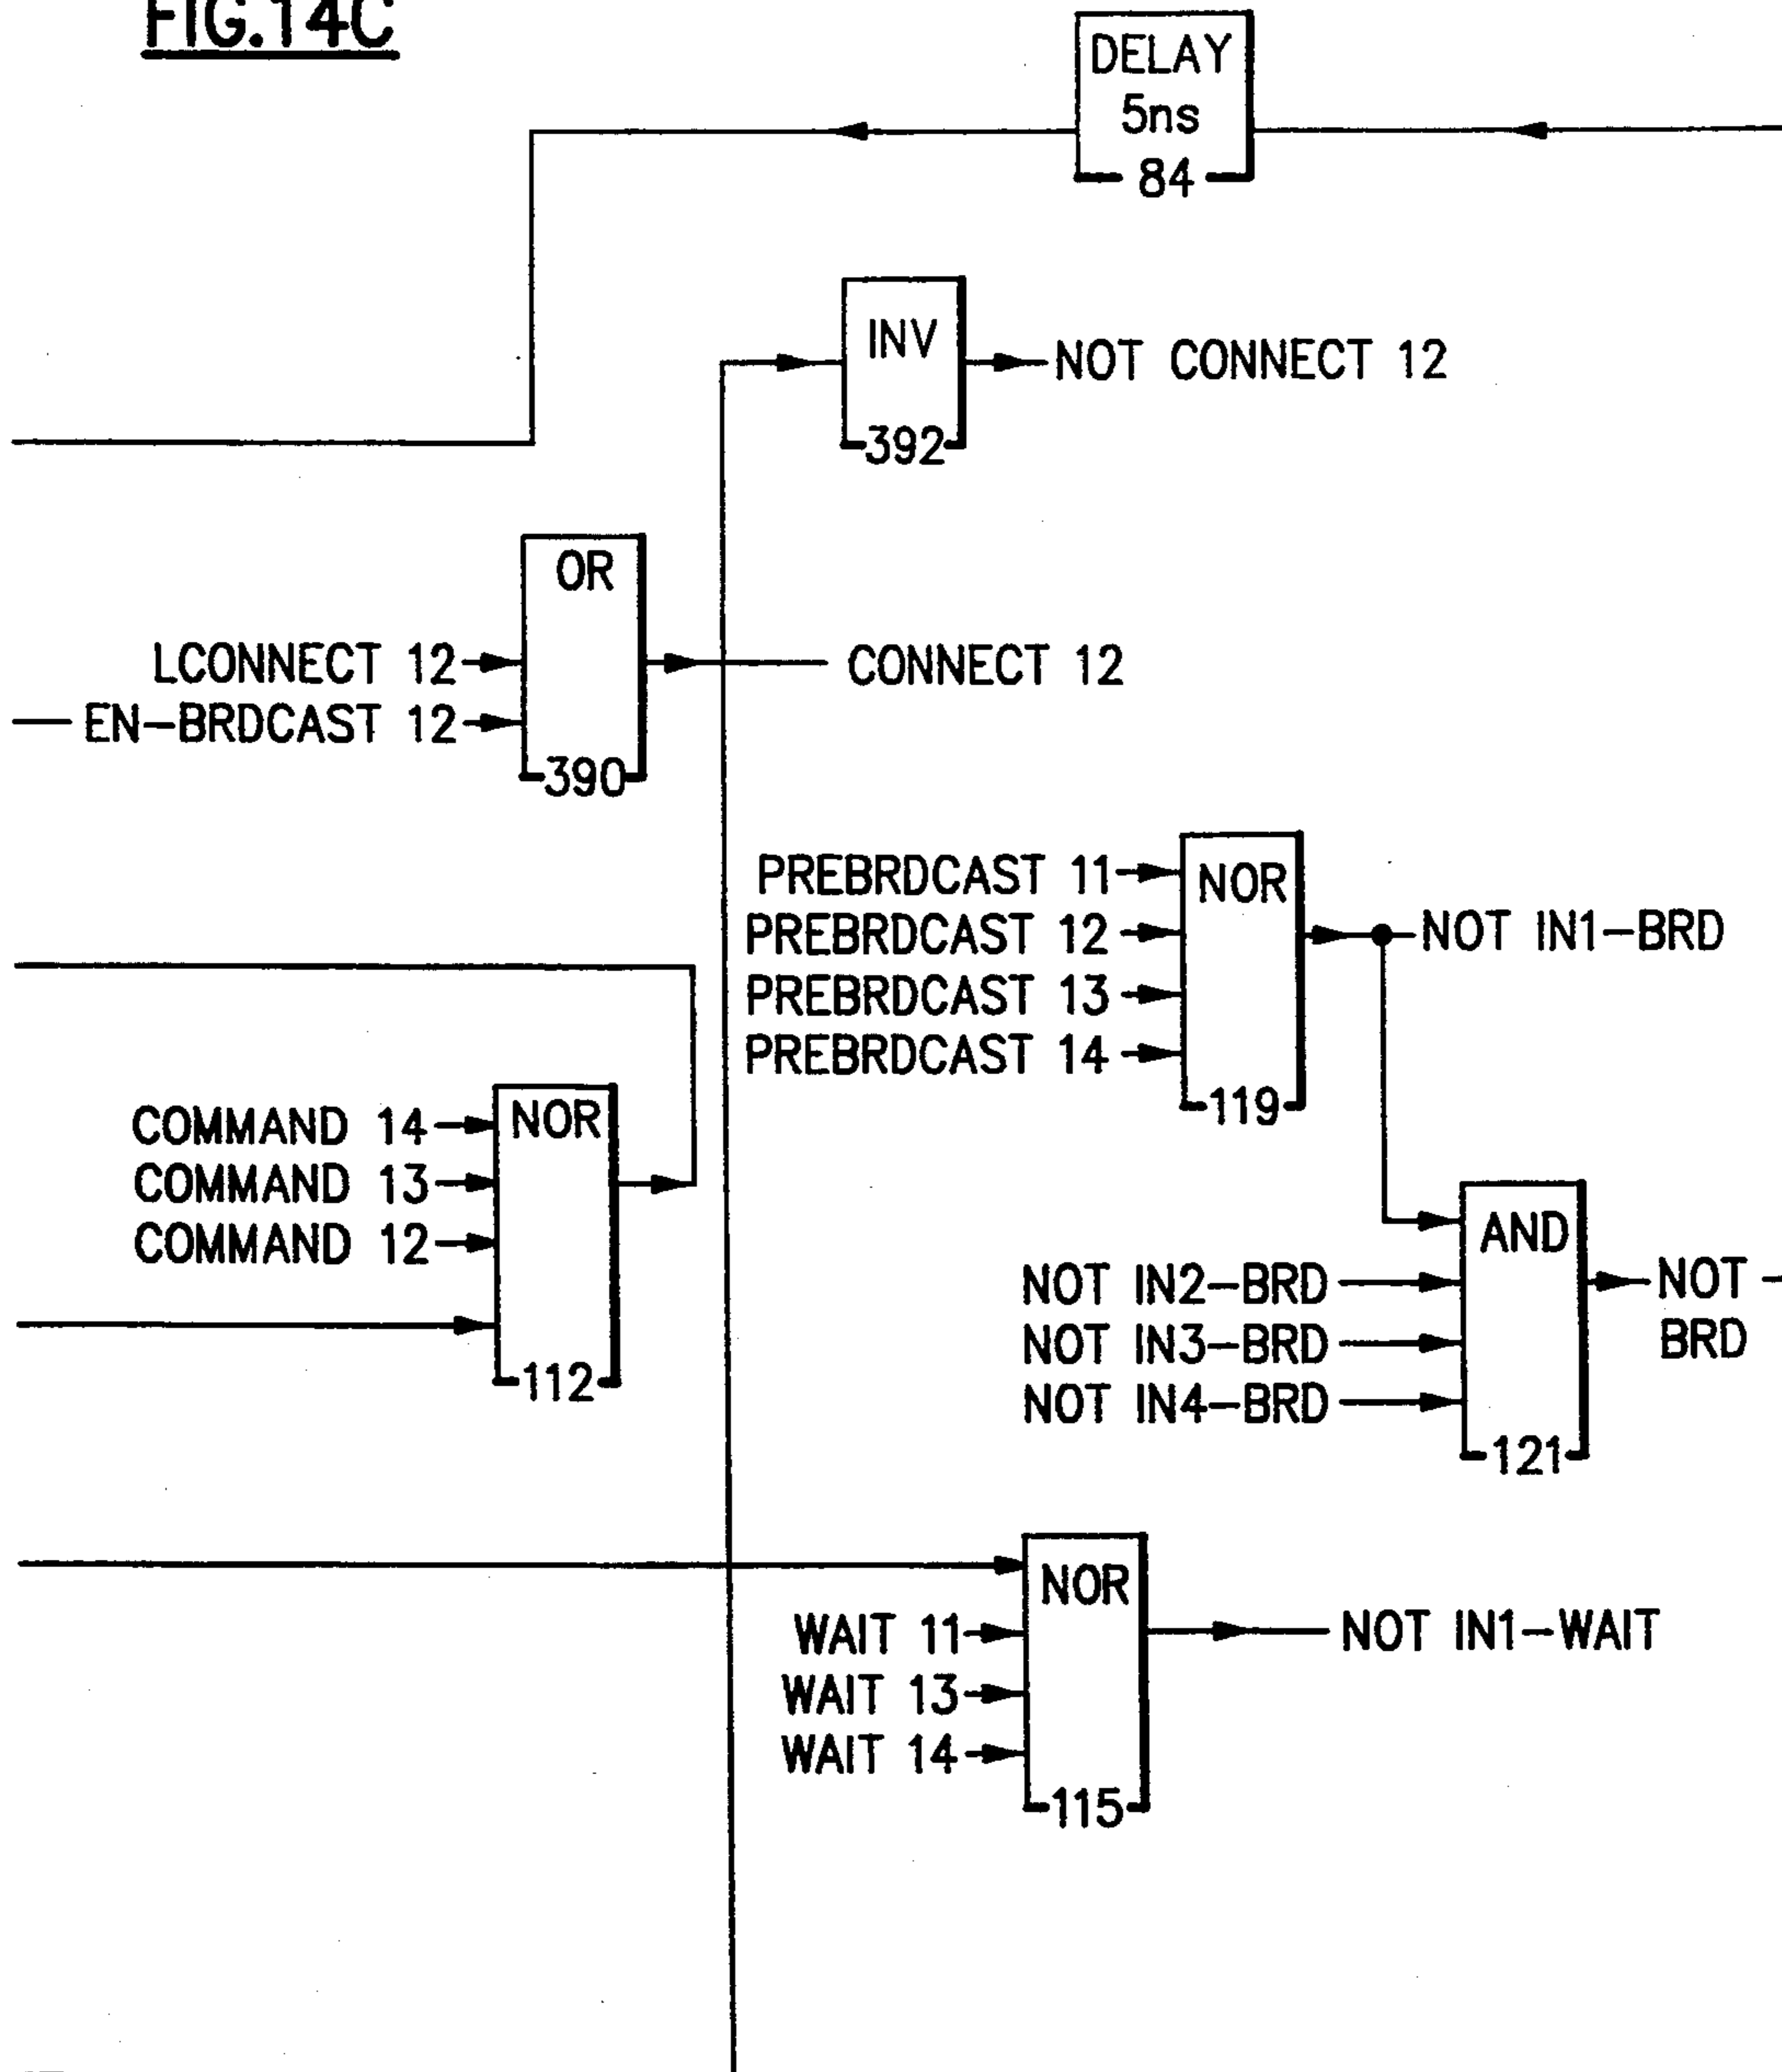 FIG.14C
DELAY
5ns
84
INV
392
NOT CONNECT 12
OR
390
LCONNECT 12
EN-BRDCAST 12
CONNECT 12
PREBRDCAST 11
PREBRDCAST 12
PREBRDCAST 13
PREBRDCAST 14
NOR
119
NOT IN1-BRD
COMMAND 14
COMMAND 13
COMMAND 12
NOR
112
NOT IN2-BRD
NOT IN3-BRD
NOT IN4-BRD
AND
121
NOT -
BRD
NOR
115
WAIT 11
WAIT 13
WAIT 14
NOT IN1-WAIT